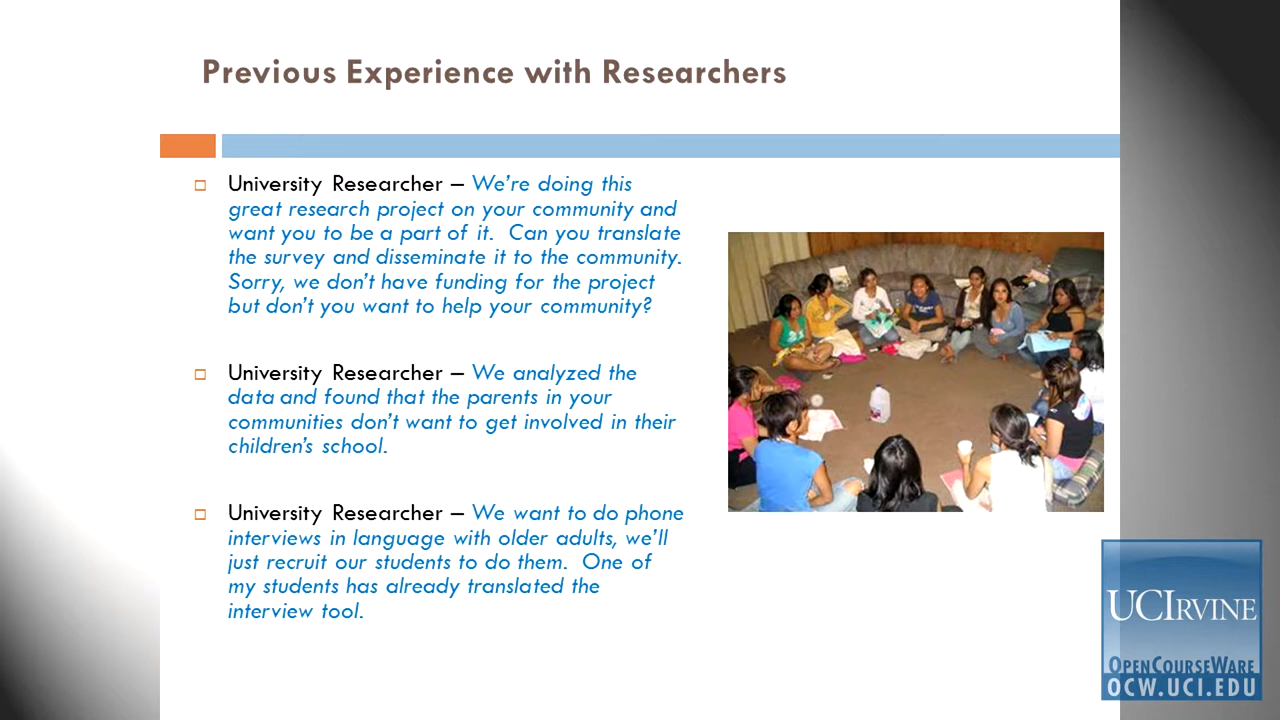 Previous Experience with Researchers
University Researcher – We're doing this
great research project on your community and
want you to be a part of it.  Can you translate
the survey and disseminate it to the community.
Sorry, we don't have funding for the project
but don't you want to help your community?
University Researcher – We analyzed the
data and found that the parents in your
communities don't want to get involved in their
children's school.
University Researcher – We want to do phone
interviews in language with older adults, we'll
just recruit our students to do them.  One of
my students has already translated the
interview tool.
UCIRVINE
OPENCOURSEWARE
OCW.UCI.EDU